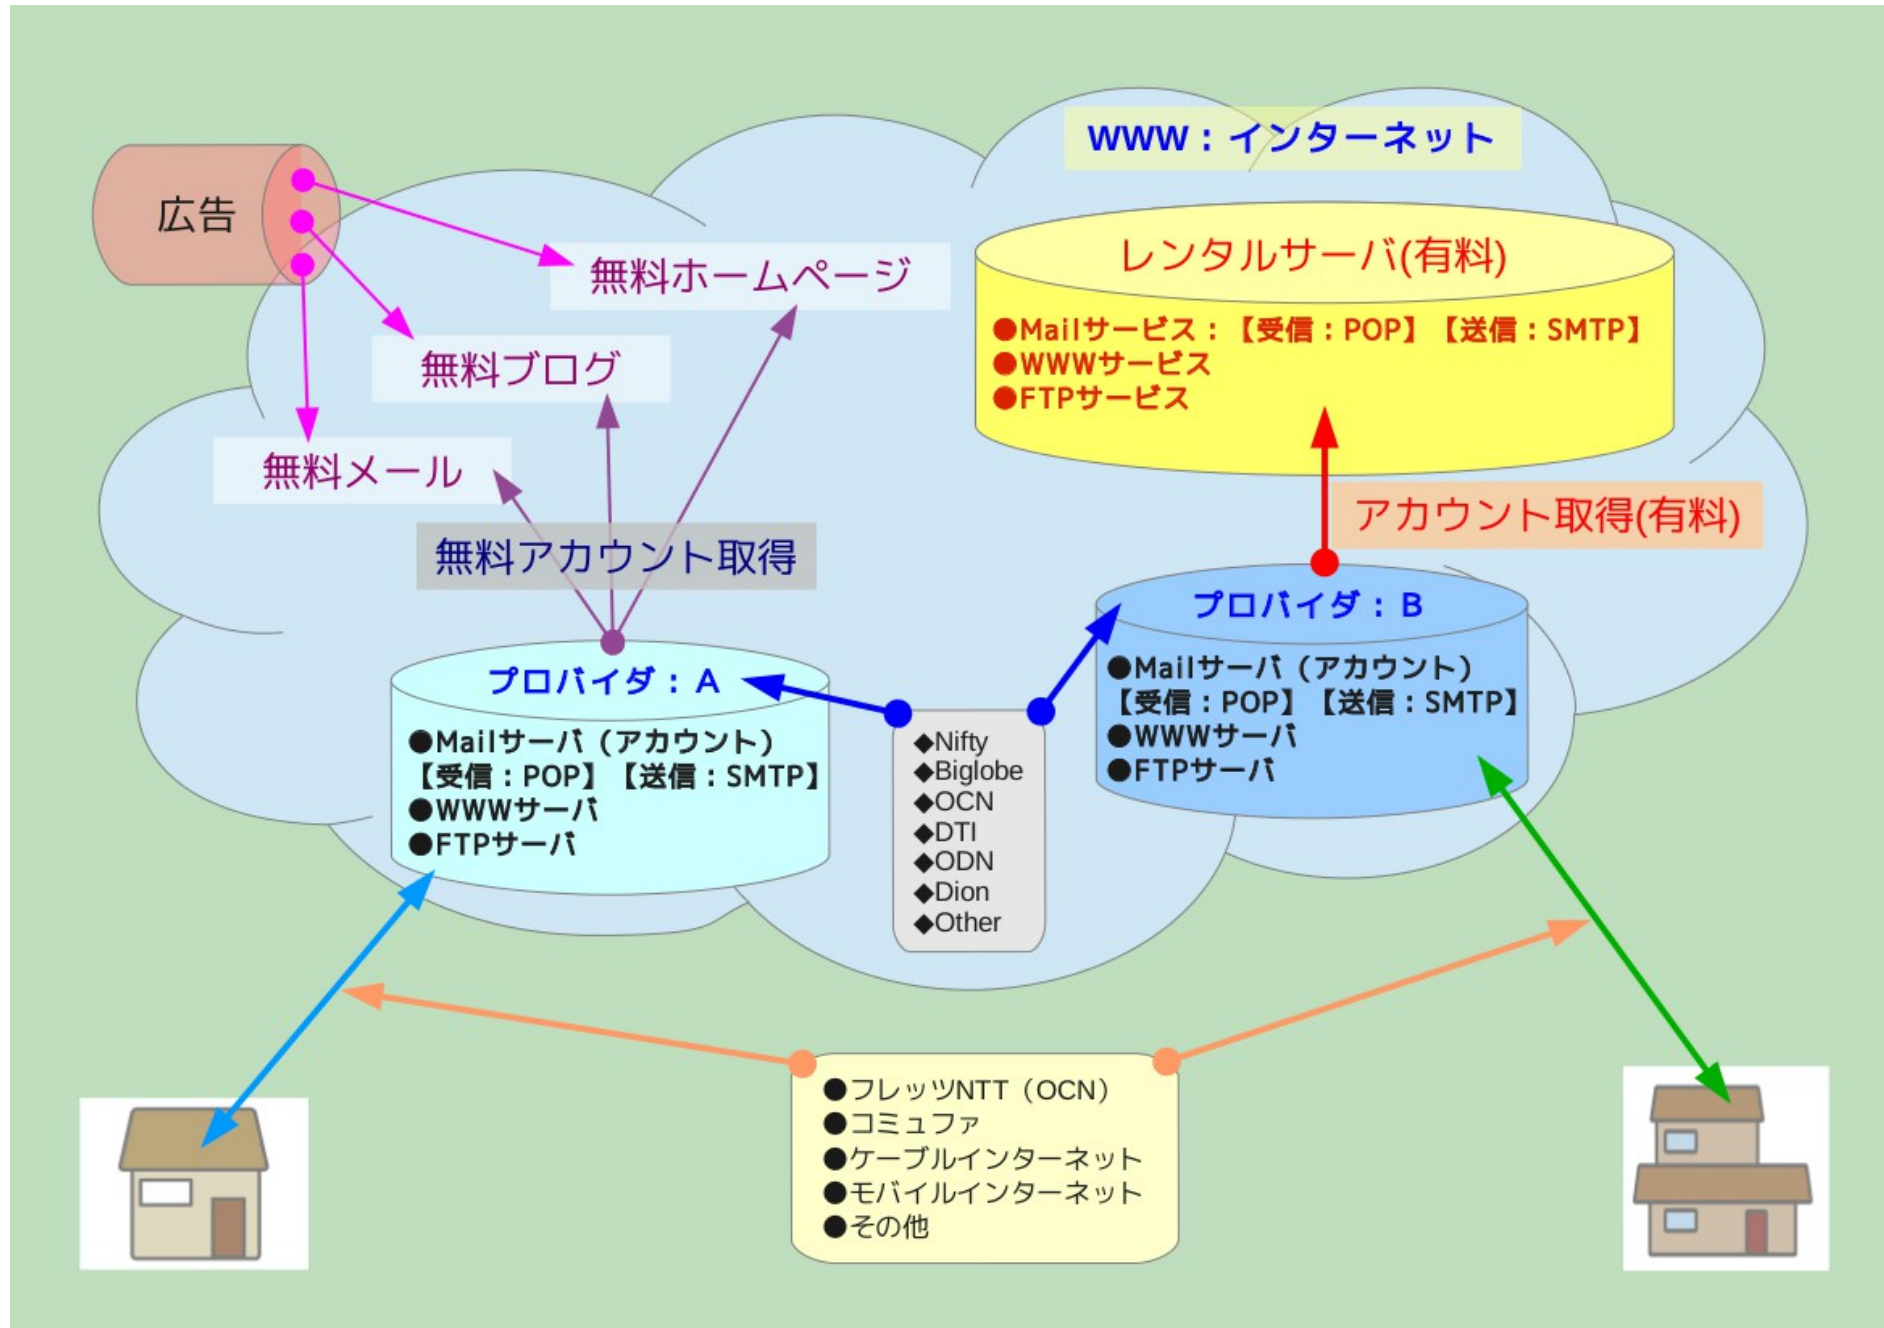 WWW：インターネット
広告
レンタルサーバ(有料)
無料ホームページ
●Mailサービス：【受信：POP】【送信：SMTP】
●WWWサービス
●FTPサービス
無料ブログ
無料メール
アカウント取得(有料)
無料アカウント取得
プロバイダ：B
●Mailサーバ（アカウント）
【受信：POP】【送信：SMTP】
●WWWサーバ
●FTPサーバ
プロバイダ：A
●Mailサーバ（アカウント）
【受信：POP】【送信：SMTP】
●WWWサーバ
●FTPサーバ
◆Nifty
◆Biglobe
◆OCN
◆DTI
◆ODN
◆Dion
◆Other
●フレッツNTT（OCN）
●コミュファ
●ケーブルインターネット
●モバイルインターネット
●その他